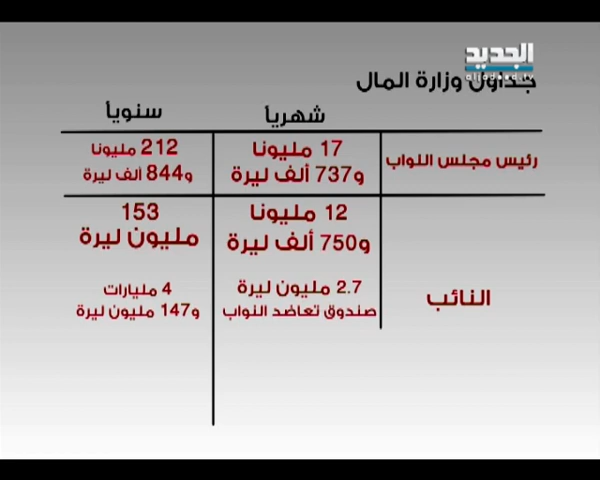 الجديد
aljadeed.tv
جداول وزارة المال
شهرياً
سنوياً
رئيس مجلس النواب
17 مليونا
و737 ألف ليرة
212 مليونا
و844 ألف ليرة
النائب
12 مليونا
و750 ألف ليرة
153
مليون ليرة
2.7 مليون ليرة
صندوق تعاضد النواب
4 مليارات
و147 مليون ليرة